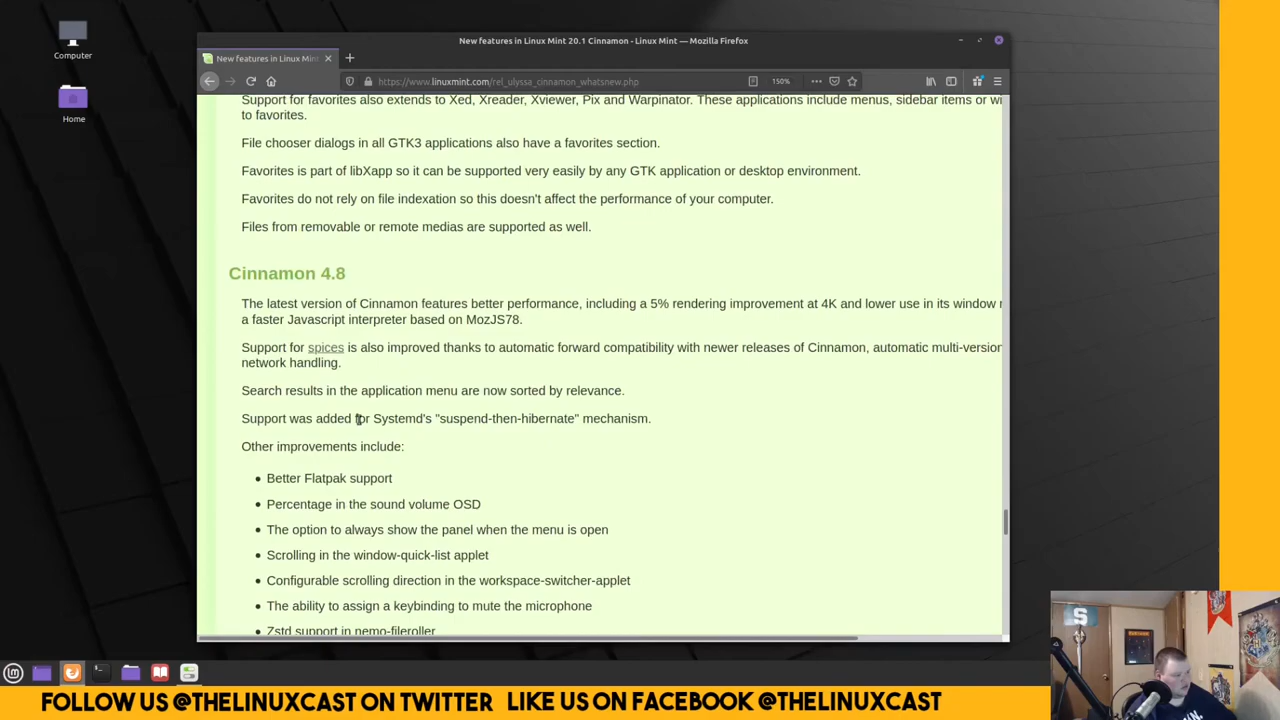 Computer
Home
New features in Linux Mint 20.1 Cinnamon - Linux Mint — Mozilla Firefox
New features in Linux Mint
https://www.linuxmint.com/rel_ulyssa_cinnamon_whatsnew.php
150%
Support for favorites also extends to Xed, Xreader, Xviewer, Pix and Warpinator. These applications include menus, sidebar items or
to favorites.
File chooser dialogs in all GTK3 applications also have a favorites section.
Favorites is part of libXapp so it can be supported very easily by any GTK application or desktop environment.
Favorites do not rely on file indexation so this doesn't affect the performance of your computer.
Files from removable or remote medias are supported as well.
Cinnamon 4.8
The latest version of Cinnamon features better performance, including a 5% rendering improvement at 4K and lower use in its window
a faster Javascript interpreter based on MozJS78.
Support for spices is also improved thanks to automatic forward compatibility with newer releases of Cinnamon, automatic multi-version
network handling.
Search results in the application menu are now sorted by relevance.
Support was added for Systemd's "suspend-then-hibernate" mechanism.
Other improvements include:
• Better Flatpak support
• Percentage in the sound volume OSD
• The option to always show the panel when the menu is open
• Scrolling in the window-quick-list applet
• Configurable scrolling direction in the workspace-switcher-applet
• The ability to assign a keybinding to mute the microphone
• Zstd support in nemo-fileroller
S
FOLLOW US @THELINUXCAST ON TWITTER LIKE US ON FACEBOOK @THELINUXCAST